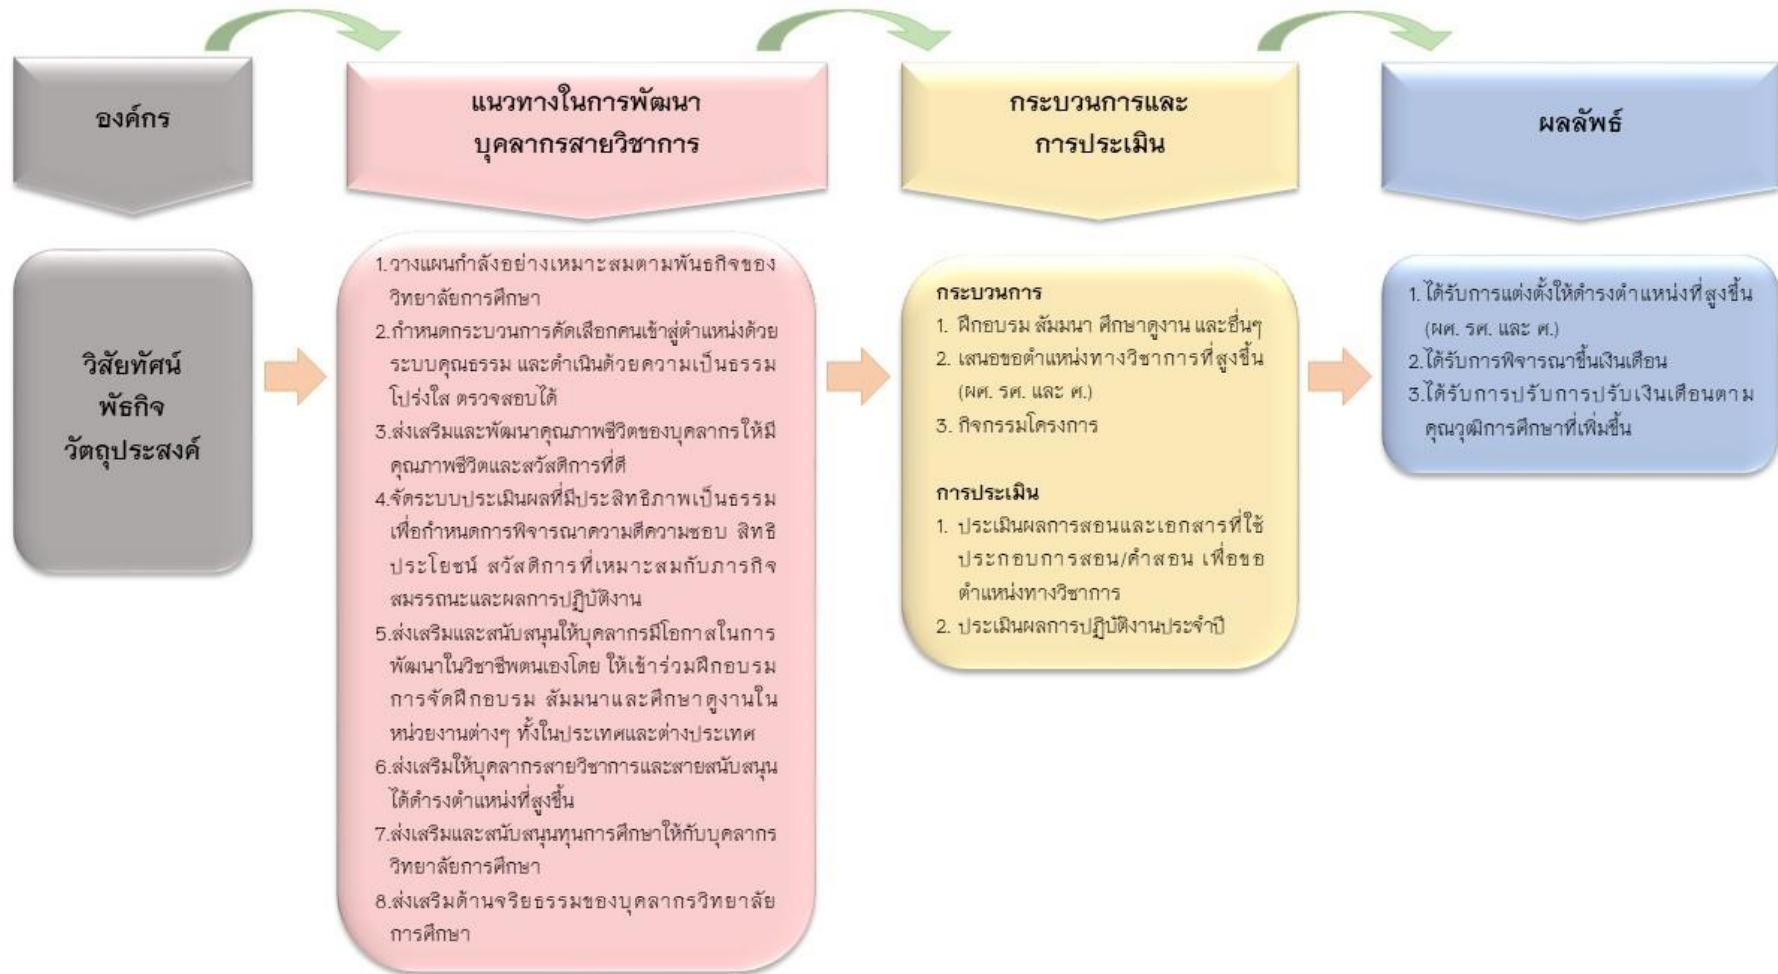 องค์กร
แนวทางในการพัฒนา
บุคลากรสายวิชาการ
กระบวนการและ
การประเมิน
ผลลัพธ์
วิสัยทัศน์
พัธกิจ
วัตถุประสงค์
1.วางแผนกำลังอย่างเหมาะสมตามพันธกิจของ
วิทยาลัยการศึกษา
2.กำหนดกระบวนการคัดเลือกคนเข้าสู่ตำแหน่งด้วย
ระบบคุณธรรม และดำเนินด้วยความเป็นธรรม
โปร่งใส ตรวจสอบได้
3.ส่งเสริมและพัฒนาคุณภาพชีวิตของบุคลากรให้มี
คุณภาพชีวิตและสวัสดิการที่ดี
4.จัดระบบประเมินผลที่มีประสิทธิภาพเป็นธรรม
เพื่อกำหนดการพิจารณาความดีความชอบ สิทธิ
ประโยชน์ สวัสดิการที่เหมาะสมกับภารกิจ
สมรรถนะและผลการปฏิบัติงาน
5.ส่งเสริมและสนับสนุนให้บุคลากรมีโอกาสในการ
พัฒนาในวิชาชีพตนเองโดย ให้เข้าร่วมฝึกอบรม
การจัดฝึกอบรม สัมมนาและศึกษาดูงานใน
หน่วยงานต่างๆ ทั้งในประเทศและต่างประเทศ
6.ส่งเสริมให้บุคลากรสายวิชาการและสายสนับสนุน
ได้ดำรงตำแหน่งที่สูงขึ้น
7.ส่งเสริมและสนับสนุนทุนการศึกษาให้กับบุคลากร
วิทยาลัยการศึกษา
8.ส่งเสริมด้านจริยธรรมของบุคลากรวิทยาลัย
การศึกษา
กระบวนการ
1. ฝึกอบรม สัมมนา ศึกษาดูงาน และอื่นๆ
2. เสนอขอตำแหน่งทางวิชาการที่สูงขึ้น
(ผศ. รศ. และ ศ.)
3. กิจกรรมโครงการ
การประเมิน
1. ประเมินผลการสอนและเอกสารที่ใช้
ประกอบการสอน/คำสอน เพื่อขอ
ตำแหน่งทางวิชาการ
2. ประเมินผลการปฏิบัติงานประจำปี
1. ได้รับการแต่งตั้งให้ดำรงตำแหน่งที่สูงขึ้น
(ผศ. รศ. และ ศ.)
2.ได้รับการพิจารณาขึ้นเงินเดือน
3.ได้รับการปรับการปรับเงินเดือนตาม
คุณวุฒิการศึกษาที่เพิ่มขึ้น